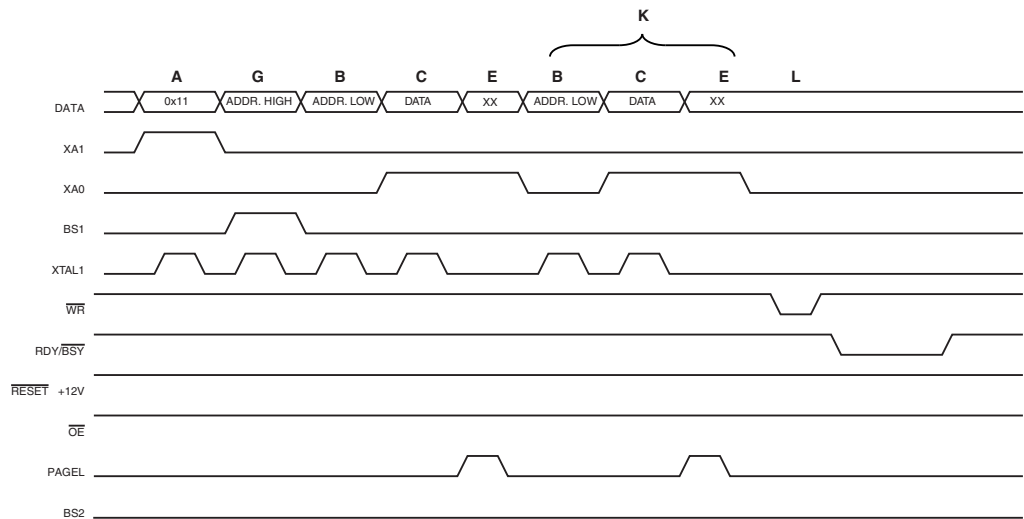 K
A G B C E B C E L
DATA 0x11 ADDR. HIGH ADDR. LOW DATA XX ADDR. LOW DATA XX
XA1
XA0
BS1
XTAL1
WR
RDY/BSY
RESET +12V
OE
PAGEL
BS2